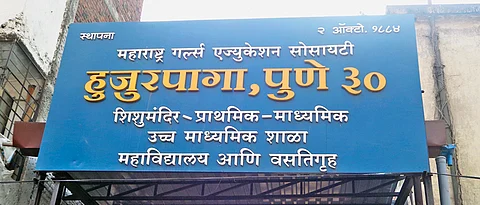 स्थापना २ ऑक्टो. १८८४
महाराष्ट्र गर्ल्स एज्युकेशन सोसायटी
हुजुरपागा, पुणे ३०
शिशुमंदिर-प्राथमिक-माध्यमिक
उच्च माध्यमिक शाळा
महाविद्यालय आणि वसतिगृह